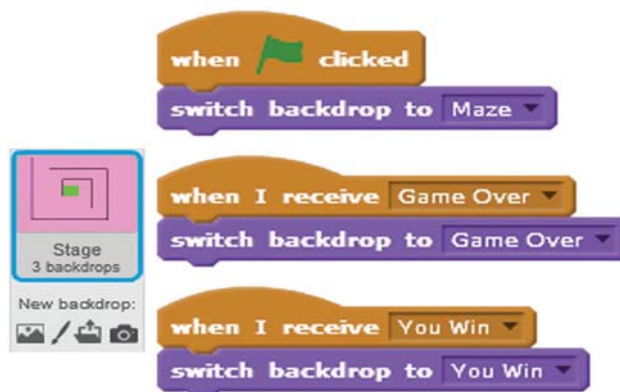 when clicked
switch backdrop to Maze
when I receive Game Over
switch backdrop to Game Over
Stage
3 backdrops
New backdrop:
when I receive You Win
switch backdrop to You Win